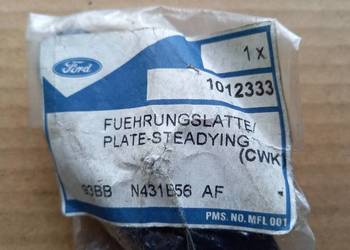 Ford
1 x
1012333
FUEHRUNGSLATTE/
PLATE-STEADYING
(CWK)
93BB N431B56 AF
PMS. NO. MFL 001